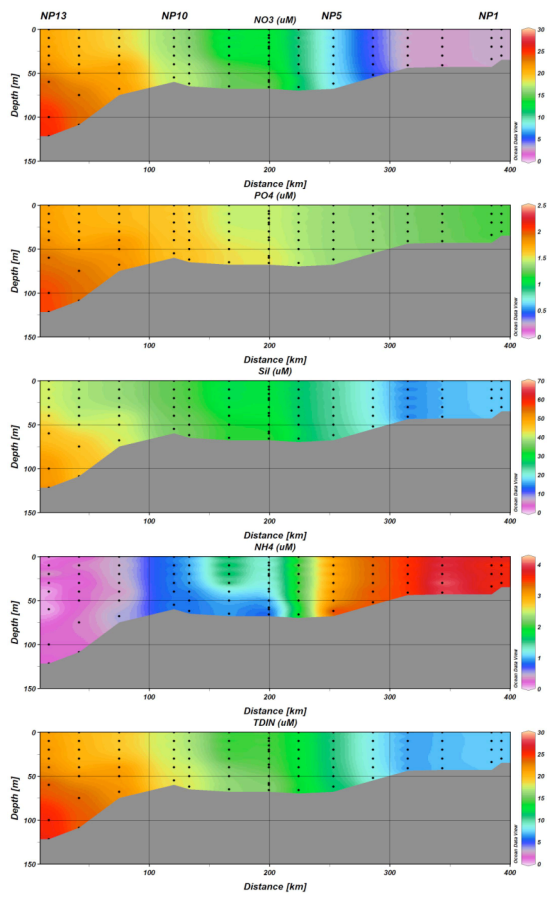 NP13 NP10 NO3 (uM) NP5 NP1
Depth [m]
0
50
100
150
30
25
20
15
10
5
0
Ocean Data View
100 200 300 400
Distance [km]
PO4 (uM)
Depth [m]
0
50
100
150
2.5
2
1.5
1
0.5
0
Ocean Data View
100 200 300 400
Distance [km]
Sil (uM)
Depth [m]
0
50
100
150
70
60
50
40
30
20
10
0
Ocean Data View
100 200 300 400
Distance [km]
NH4 (uM)
Depth [m]
0
50
100
150
4
3
2
1
0
Ocean Data View
100 200 300 400
Distance [km]
TDIN (uM)
Depth [m]
0
50
100
150
30
25
20
15
10
5
0
Ocean Data View
100 200 300 400
Distance [km]